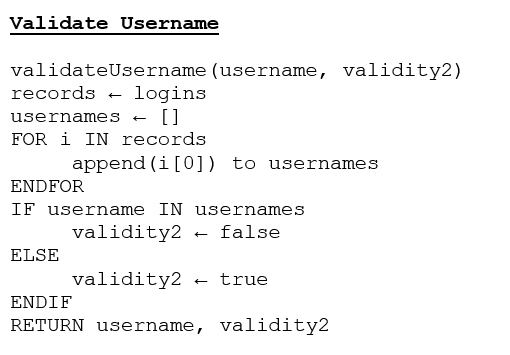 Validate Username
validateUsername(username, validity2)
records ← logins
usernames ← []
FOR i IN records
append(i[0]) to usernames
ENDFOR
IF username IN usernames
validity2 ← false
ELSE
validity2 ← true
ENDIF
RETURN username, validity2